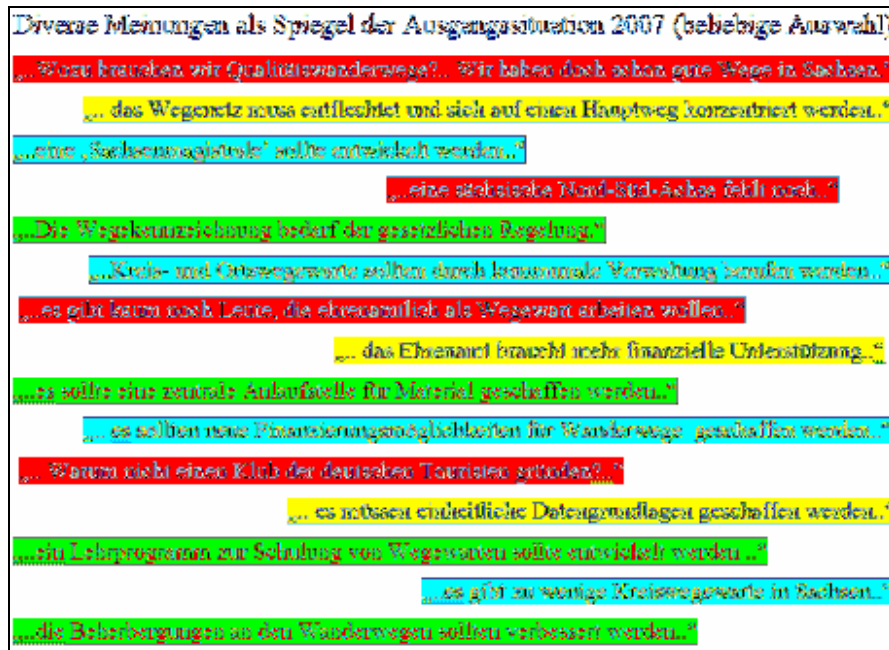 Diverse Meinungen als Spiegel der Ausgangssituation 2007 (beliebige Auswahl)
„.. Wozu brauchen wir Qualitätswanderwege?.. Wir haben doch schon gute Wege in Sachsen.“
„.. das Wegenetz muss entflechtet und sich auf einen Hauptweg konzentriert werden..“
„..eine ‚Sachsenmagistrale‘ sollte entwickelt werden..“
„..eine sächsische Nord-Süd-Achse fehlt noch..“
„..Die Wegekennzeichnung bedarf der gesetzlichen Regelung.“
„..Kreis- und Ortswegewarte sollten durch kommunale Verwaltung berufen werden..“
„..es gibt kaum noch Leute, die ehrenamtlich als Wegewart arbeiten wollen..“
„.. das Ehrenamt braucht mehr finanzielle Unterstützung..“
„..es sollte eine zentrale Anlaufstelle für Material geschaffen werden..“
„.. es sollten neue Finanzierungsmöglichkeiten für Wanderwege geschaffen werden..“
„.. Warum nicht einen Klub der deutschen Touristen gründen?..“
„.. es müssen einheitliche Datengrundlagen geschaffen werden..“
„..ein Lehrprogramm zur Schulung von Wegewarten sollte entwickelt werden ..“
„..es gibt zu wenige Kreiswegewarte in Sachsen..“
„..die Beherbergungen an den Wanderwegen sollten verbessert werden..“